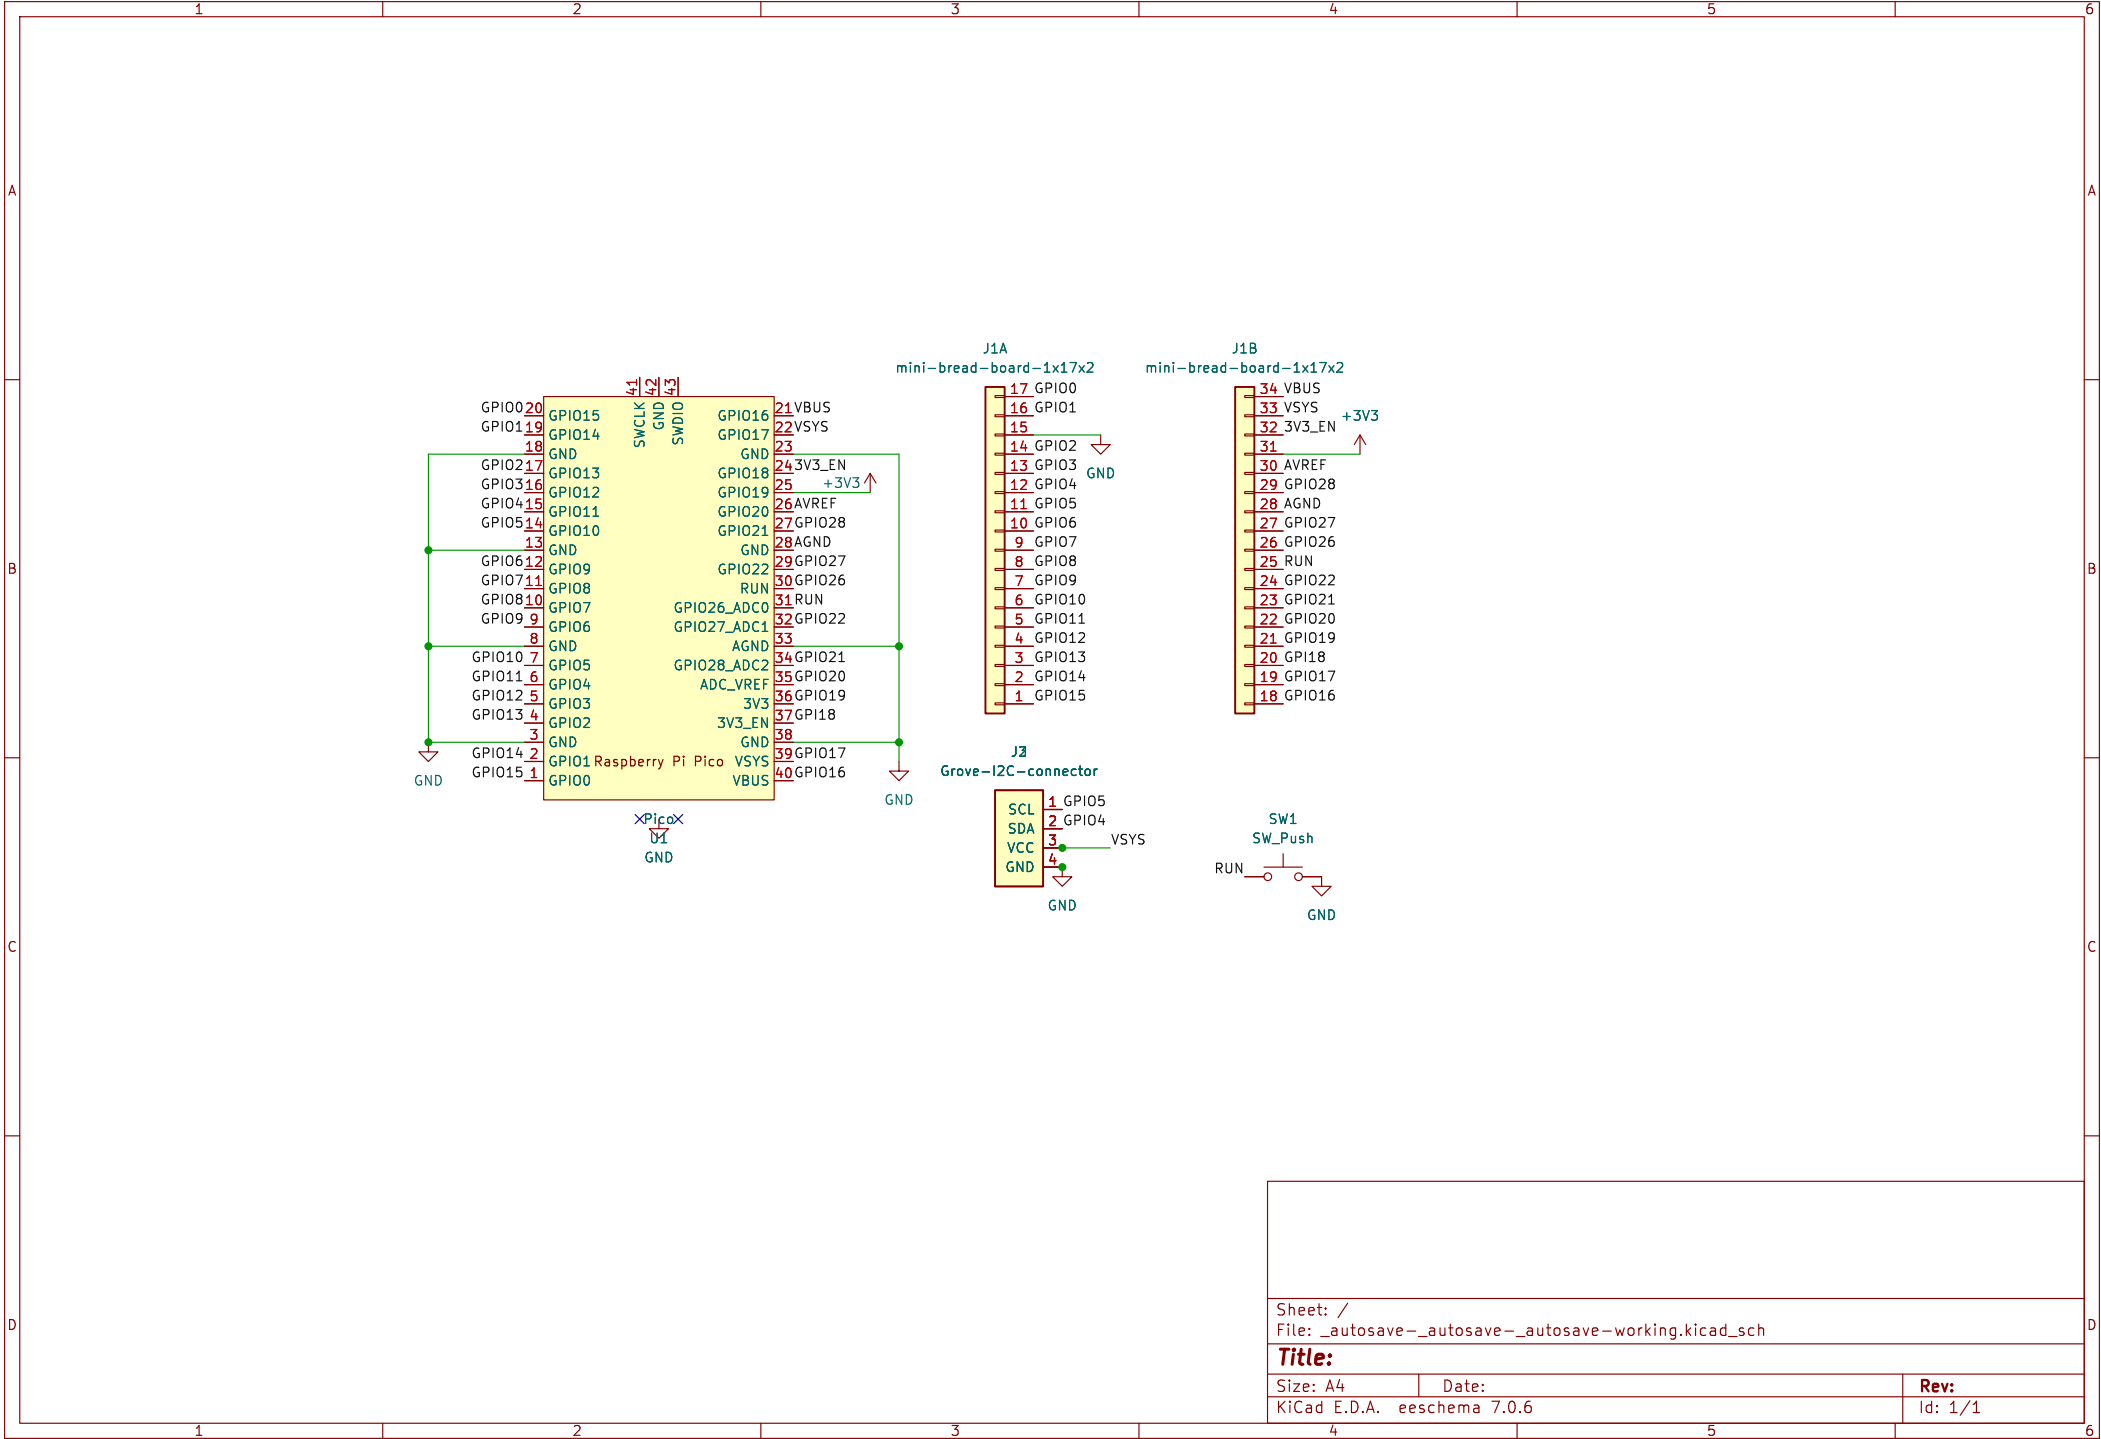 1 2 3 4 5 6
A A
J1A J1B
mini-bread-board-1x17x2 mini-bread-board-1x17x2
41 42 43
SWCLK GND SWDIO
GPIO0 20 GPIO15 GPIO16 21 VBUS
GPIO1 19 GPIO14 GPIO17 22 VSYS
18 GND GND 23
GPIO2 17 GPIO13 GPIO18 24 3V3_EN
GPIO3 16 GPIO12 GPIO19 25 +3V3
GPIO4 15 GPIO11 GPIO20 26 AVREF
GPIO5 14 GPIO10 GPIO21 27 GPIO28
13 GND GND 28 AGND
GPIO6 12 GPIO9 GPIO22 29 GPIO27
GPIO7 11 GPIO8 RUN 30 GPIO26
GPIO8 10 GPIO7 GPIO26_ADC0 31 RUN
GPIO9 9 GPIO6 GPIO27_ADC1 32 GPIO22
8 GND AGND 33
GPIO10 7 GPIO5 GPIO28_ADC2 34 GPIO21
GPIO11 6 GPIO4 ADC_VREF 35 GPIO20
GPIO12 5 GPIO3 3V3 36 GPIO19
GPIO13 4 GPIO2 3V3_EN 37 GPI18
3 GND GND 38
GPIO14 2 GPIO1 Raspberry Pi Pico VSYS 39 GPIO17
GPIO15 1 GPIO0 VBUS 40 GPIO16
GND GND
Pico
U1
GND
17 GPIO0
16 GPIO1
15
GND
14 GPIO2
13 GPIO3
12 GPIO4
11 GPIO5
10 GPIO6
9 GPIO7
8 GPIO8
7 GPIO9
6 GPIO10
5 GPIO11
4 GPIO12
3 GPIO13
2 GPIO14
1 GPIO15
34 VBUS
33 VSYS
+3V3
32 3V3_EN
31
30 AVREF
29 GPIO28
28 AGND
27 GPIO27
26 GPIO26
25 RUN
24 GPIO22
23 GPIO21
22 GPIO20
21 GPIO19
20 GPI18
19 GPIO17
18 GPIO16
B B
Grove-I2C-connector
SCL 1 GPIO5
SDA 2 GPIO4
VCC 3 VSYS
GND 4
GND
SW1
SW_Push
RUN
GND
C C
Sheet: /
File: _autosave-_autosave-_autosave-working.kicad_sch
D D
Title:
Size: A4 Date: Rev:
KiCad E.D.A. eeschema 7.0.6 Id: 1/1
1 2 3 4 5 6